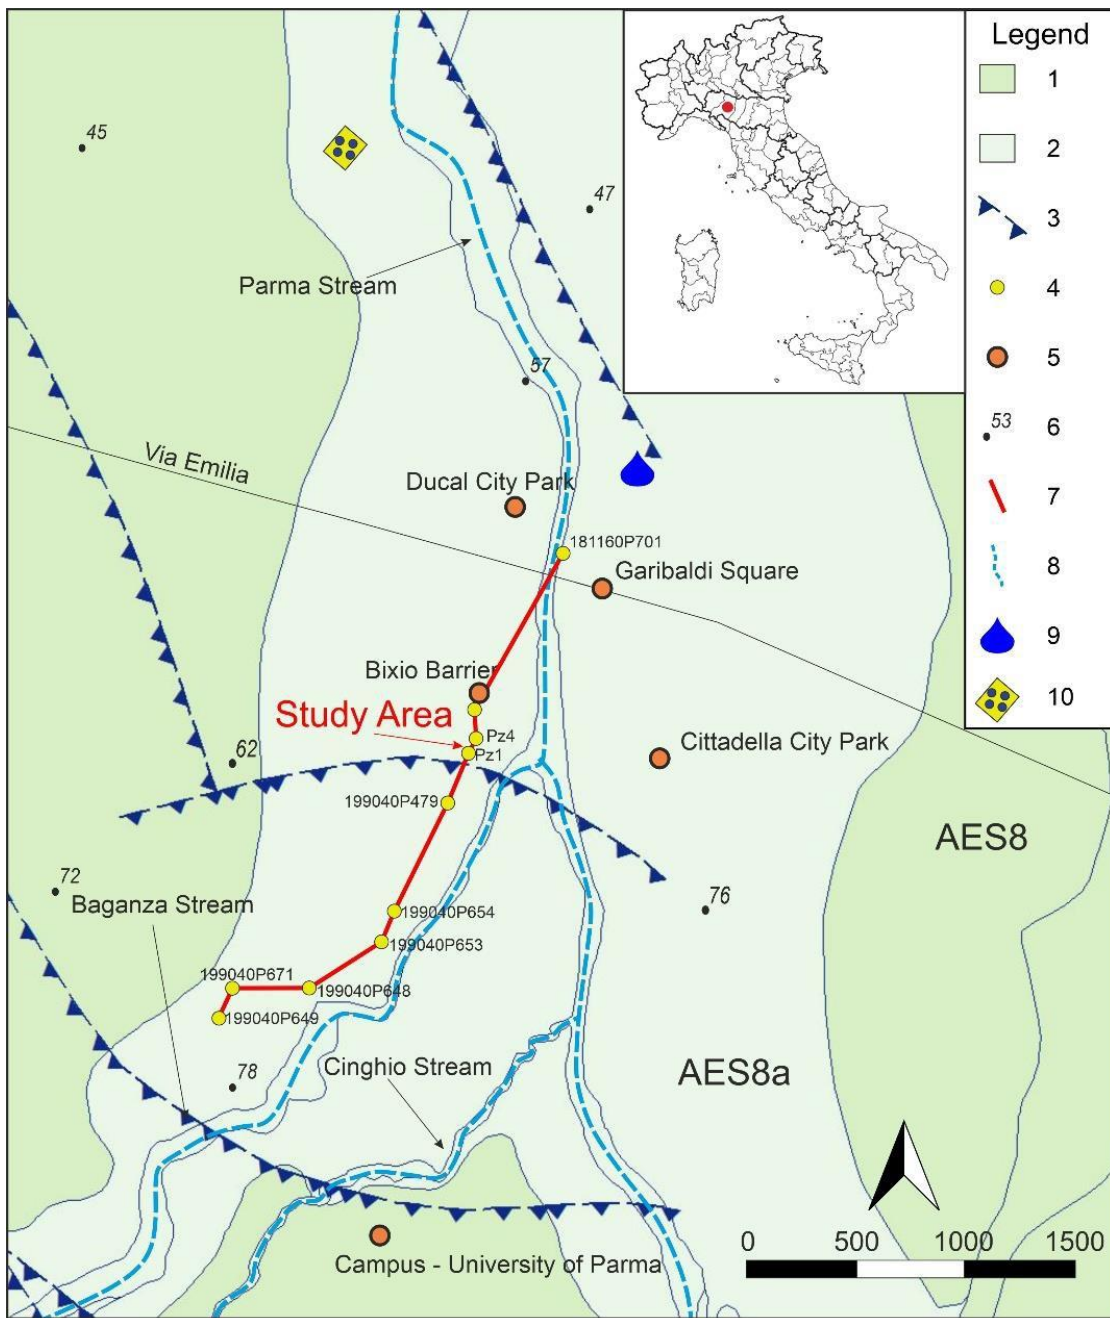 Legend
1
2
3
4
5
53
6
7
8
9
10
45
47
Parma Stream
57
Via Emilia
Ducal City Park
181160P701
Garibaldi Square
Bixio Barrier
Study Area
Pz4
Pz1
62
Cittadella City Park
199040P479
AES8
72
Baganza Stream
76
199040P654
199040P653
199040P671
199040P648
199040P649
Cinghio Stream
AES8a
78
Campus - University of Parma
0 500 1000 1500